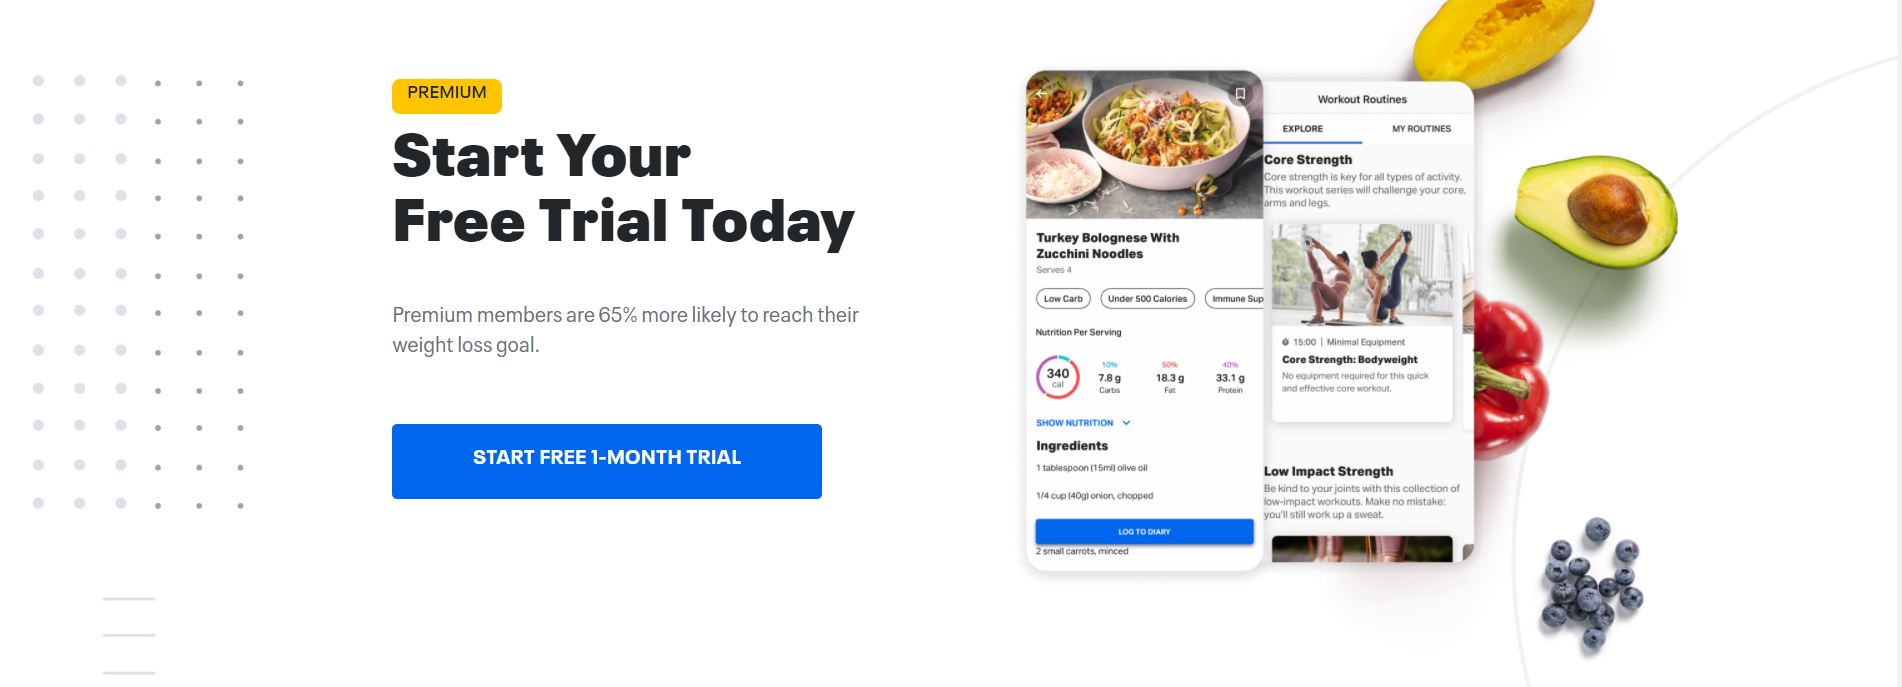 PREMIUM
Start Your
Free Trial Today
Premium members are 65% more likely to reach their
weight loss goal.
START FREE 1-MONTH TRIAL
Turkey Bolognese With
Zucchini Noodles
Serves 4
Low Carb
Under 500 Calories
Immune Sup
Nutrition Per Serving
340
cal
10%
7.8 g
Carbs
50%
18.3 g
Fat
40%
33.1 g
Protein
SHOW NUTRITION
Ingredients
1 tablespoon (15ml) olive oil
1/4 cup (40g) onion, chopped
LOG TO DIARY
2 small carrots, minced
Workout Routines
EXPLORE
MY ROUTINES
Core Strength
Core strength is key for all types of activity.
This workout series will challenge your core,
arms and legs.
15:00 | Minimal Equipment
Core Strength: Bodyweight
No equipment required for this quick
and effective core workout.
Low Impact Strength
Be kind to your joints with this collection of
low-impact workouts. Make no mistake:
you'll still work up a sweat.